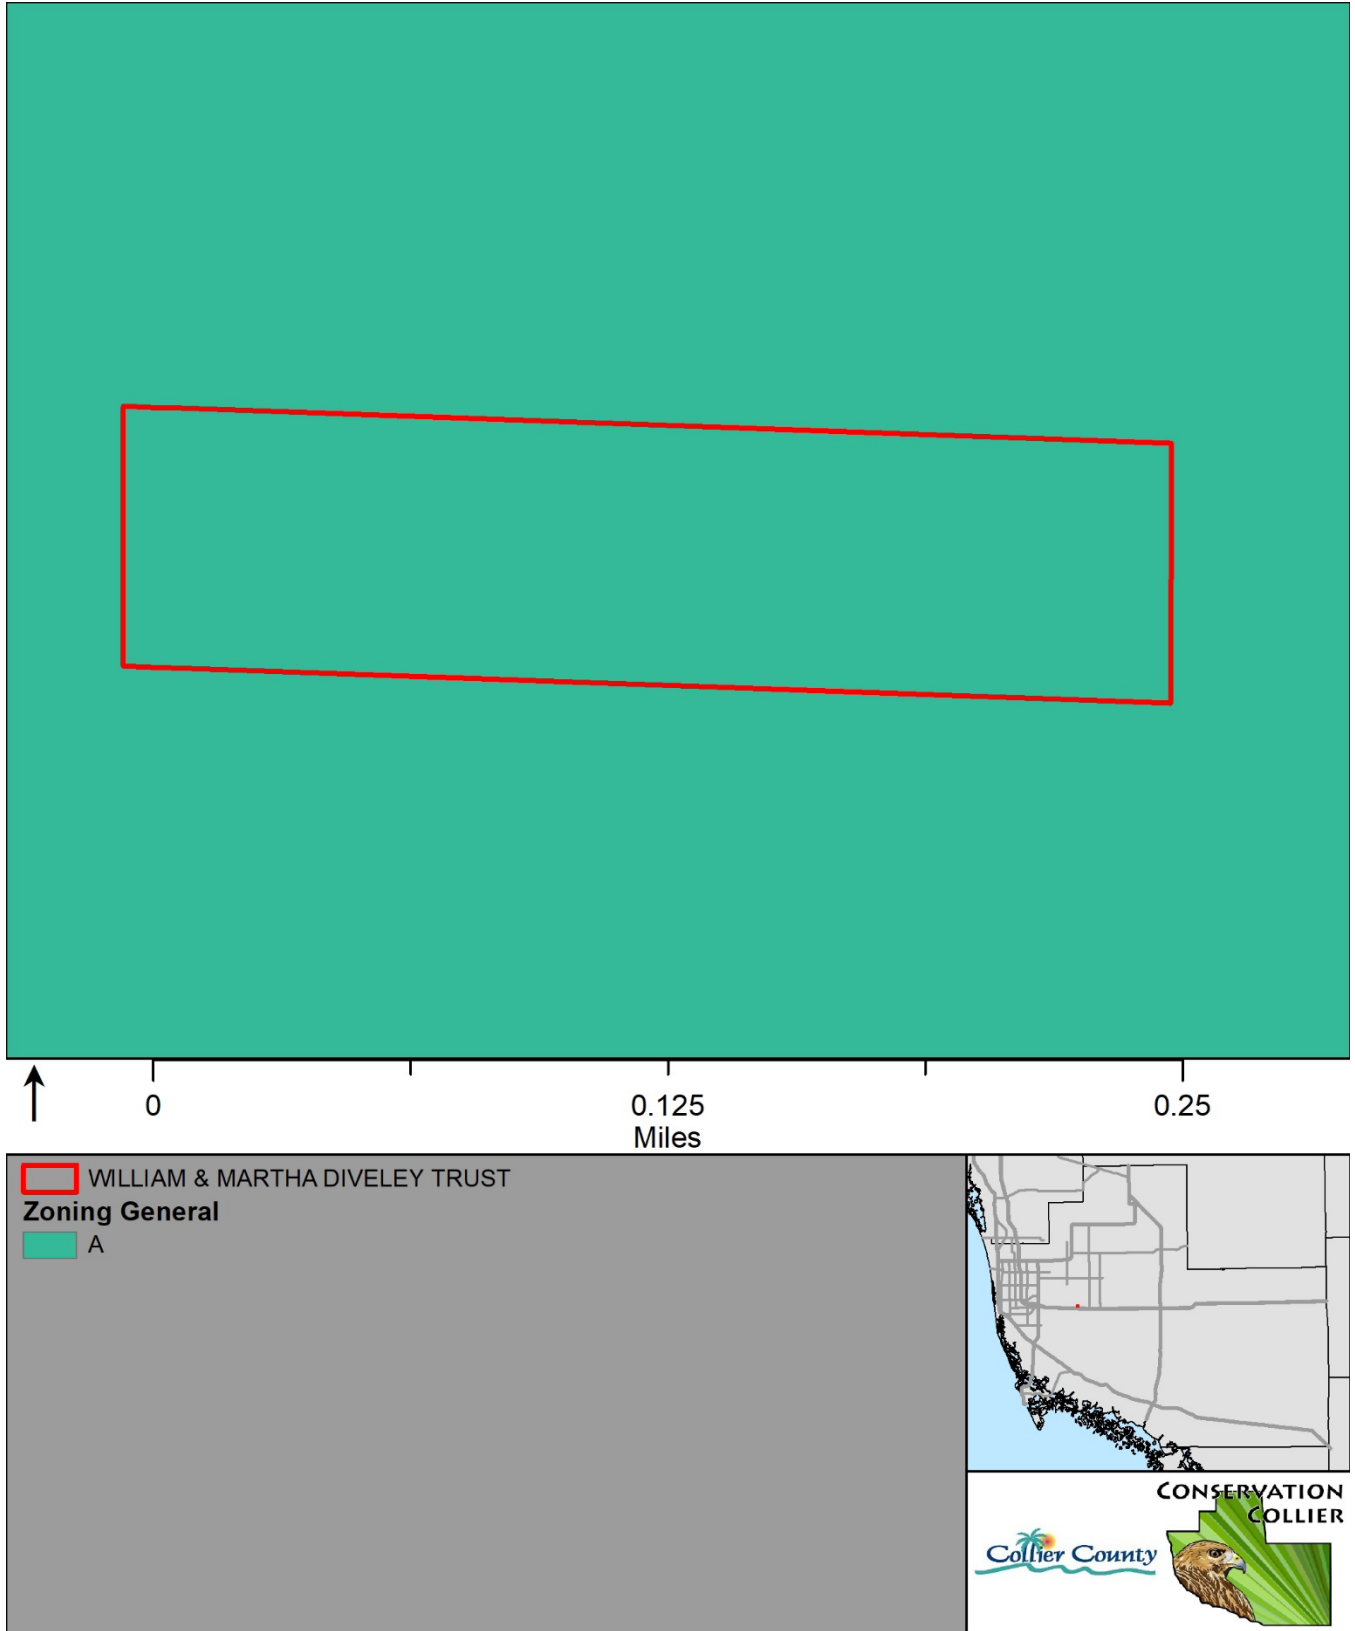 0 0.125 0.25
Miles
WILLIAM & MARTHA DIVELEY TRUST
Zoning General
A
CONSERVATION
COLLIER
Collier County